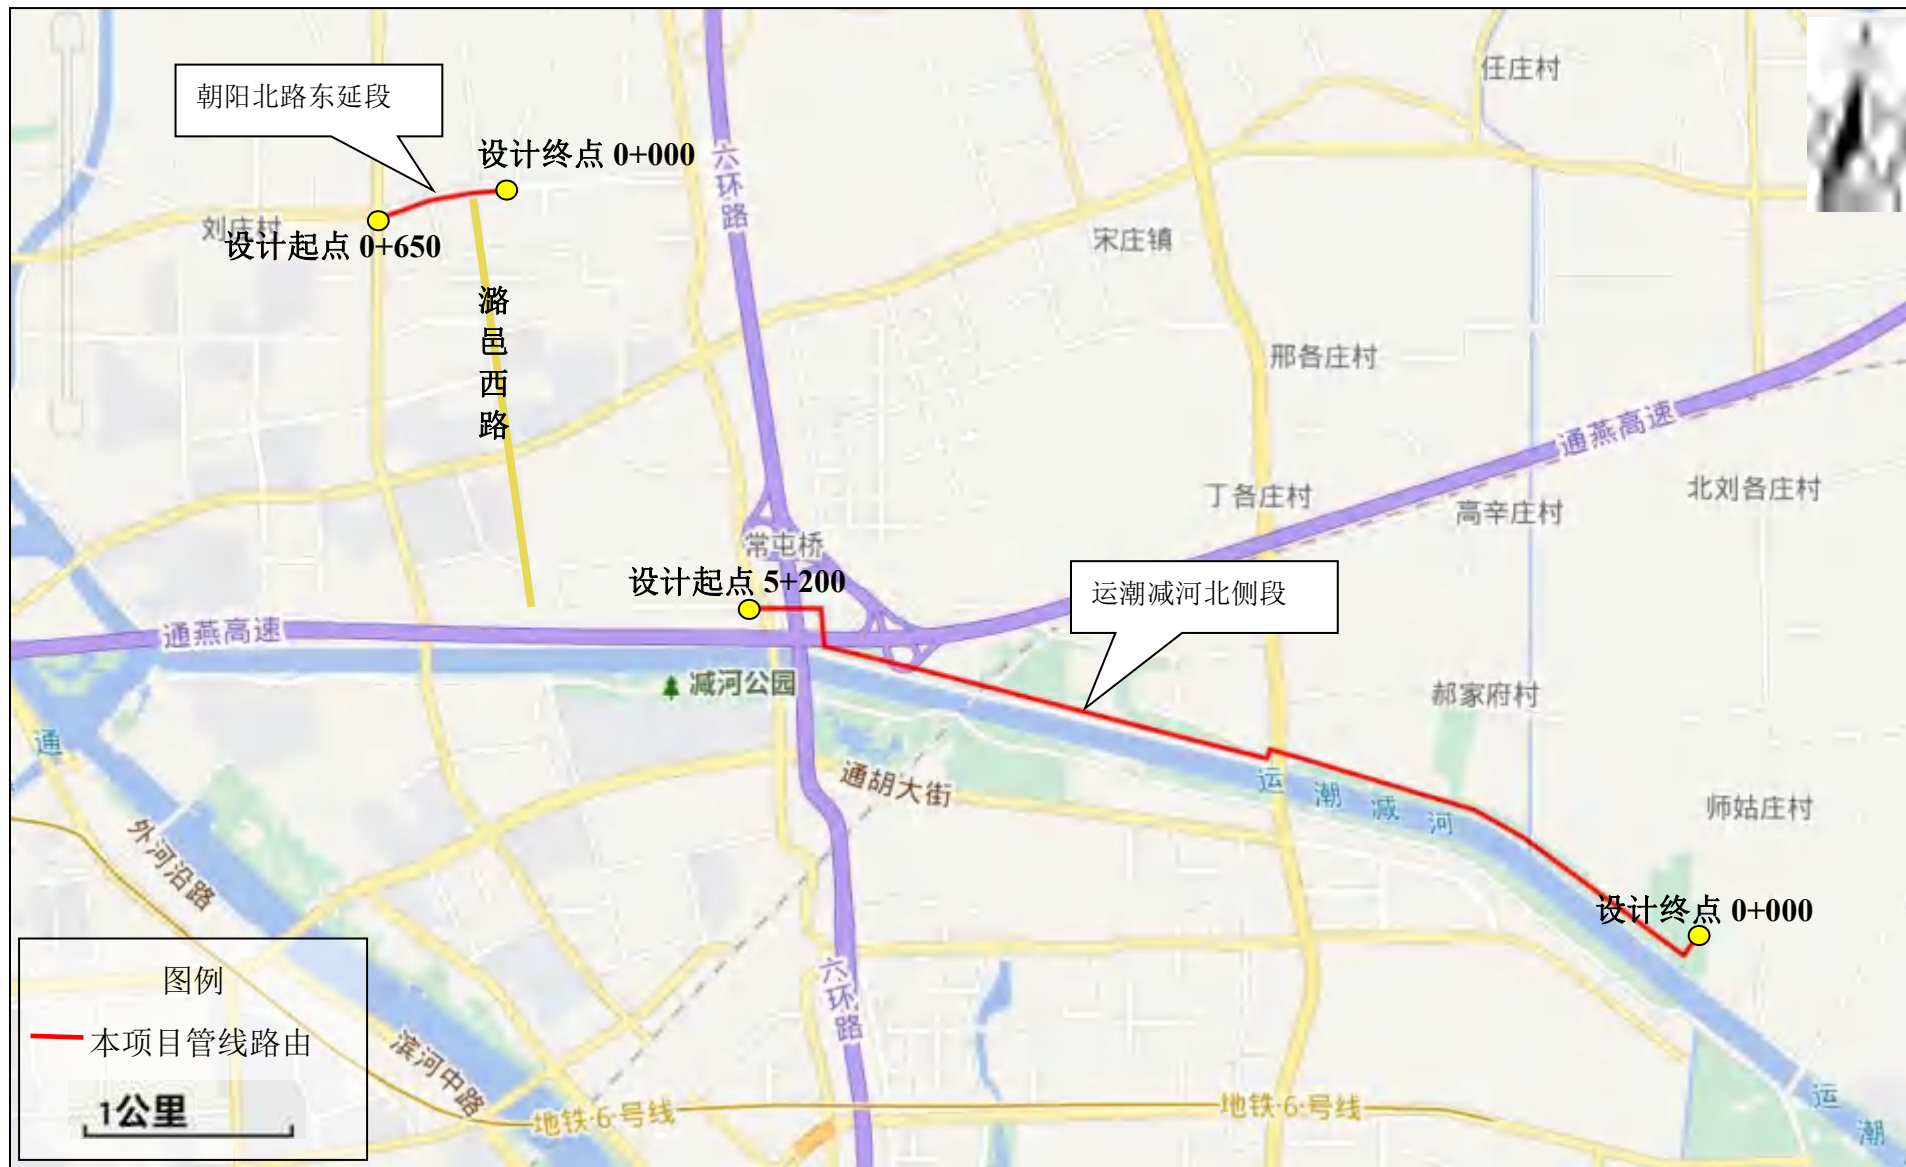 任庄村
朝阳北路东延段
设计终点 0+000
六环路
刘庄村
设计起点 0+650
宋庄镇
潞邑西路
邢各庄村
通燕高速
丁各庄村
北刘各庄村
高辛庄村
常屯桥
设计起点 5+200
运潮减河北侧段
通燕高速
减河公园
郝家府村
通
通胡大街
运潮减河
师姑庄村
外河沿路
设计终点 0+000
图例
六环路
本项目管线路由
滨河中路
1公里
地铁·6·号线
地铁·6·号线
运潮